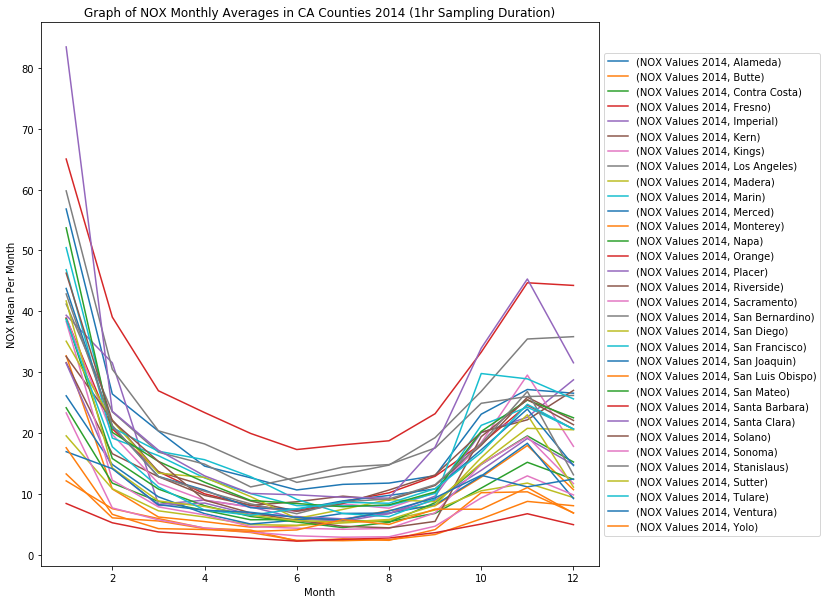 Graph of NOX Monthly Averages in CA Counties 2014 (1hr Sampling Duration)
80
70
60
50
40
30
20
10
0
NOX Mean Per Month
2
4
6
8
10
12
Month
(NOX Values 2014, Alameda)
(NOX Values 2014, Butte)
(NOX Values 2014, Contra Costa)
(NOX Values 2014, Fresno)
(NOX Values 2014, Imperial)
(NOX Values 2014, Kern)
(NOX Values 2014, Kings)
(NOX Values 2014, Los Angeles)
(NOX Values 2014, Madera)
(NOX Values 2014, Marin)
(NOX Values 2014, Merced)
(NOX Values 2014, Monterey)
(NOX Values 2014, Napa)
(NOX Values 2014, Orange)
(NOX Values 2014, Placer)
(NOX Values 2014, Riverside)
(NOX Values 2014, Sacramento)
(NOX Values 2014, San Bernardino)
(NOX Values 2014, San Diego)
(NOX Values 2014, San Francisco)
(NOX Values 2014, San Joaquin)
(NOX Values 2014, San Luis Obispo)
(NOX Values 2014, San Mateo)
(NOX Values 2014, Santa Barbara)
(NOX Values 2014, Santa Clara)
(NOX Values 2014, Solano)
(NOX Values 2014, Sonoma)
(NOX Values 2014, Stanislaus)
(NOX Values 2014, Sutter)
(NOX Values 2014, Tulare)
(NOX Values 2014, Ventura)
(NOX Values 2014, Yolo)